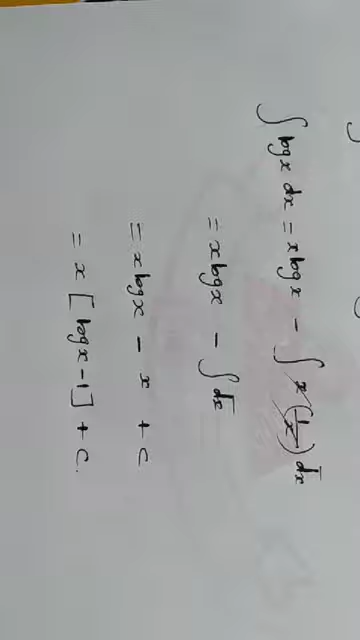 ∫ log x dx = x log x - ∫ x (1/x) dx
= x log x - ∫ dx
= x log x - x + c
= x [log x - 1] + c.